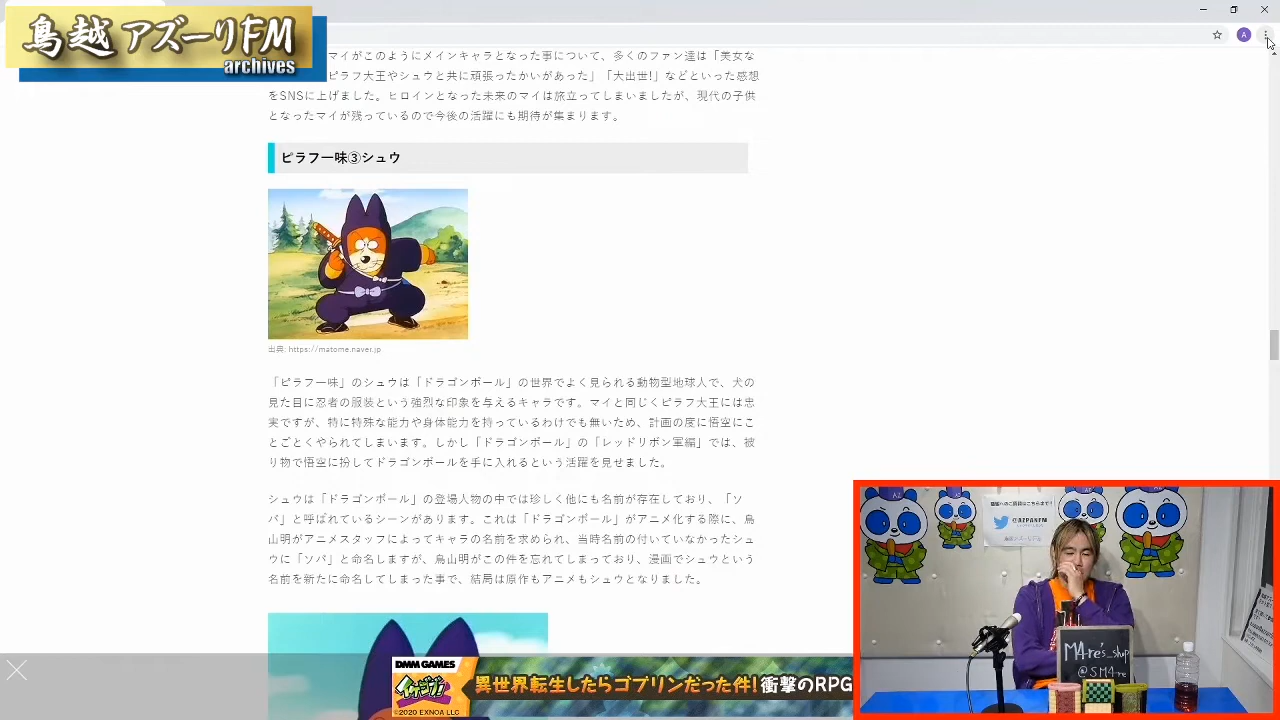 鳥越 アズーりFM
archives
マイがこのようにメインキャラとなった事について、多くのファン達は「美女な
ピラフ大王やシュウと共に頑張ったかいがあった」「大出世!」などといった感想
をSNSに上げました。ヒロインとなった未来のマイは旅立ってしまいましたが、現代の子供
となったマイが残っているので今後の活躍にも期待が集まります。
ピラフ一味③シュウ
出典: https://matome.naver.jp
「ピラフ一味」のシュウは「ドラゴンボール」の世界でよく見られる動物型地球人で、犬の
見た目に忍者の服装という強烈な印象を与えるキャラです。マイと同じくピラフ大王には忠
実ですが、特に特殊な能力や身体能力を持っているわけでも無いため、計画の度に悟空にこ
とごとくやられてしまいます。しかし「ドラゴンボール」の「レッドリボン軍編」では、被
り物で悟空に扮してドラゴンボールを手に入れるという活躍を見せました。
シュウは「ドラゴンボール」の登場人物の中では珍しく他にも名前が存在しており、「ソ
バ」と呼ばれているシーンがあります。これは「ドラゴンボール」がアニメ化する際に、鳥
山明がアニメスタッフによってキャラの名前を求められ、当時名前の付いていなかったシュ
ウに「ソバ」と命名しますが、鳥山明がこの件を忘れてしまっており、漫画でシュウという
名前を新たに命名してしまった事で、結局は原作もアニメもシュウとなりました。
DMM GAMES
異世界転生したらゴブリンだった件!衝撃のRPG
©2020 EXNOA LLC
A
@AZPANFM
M4re's_shop
@SM4re